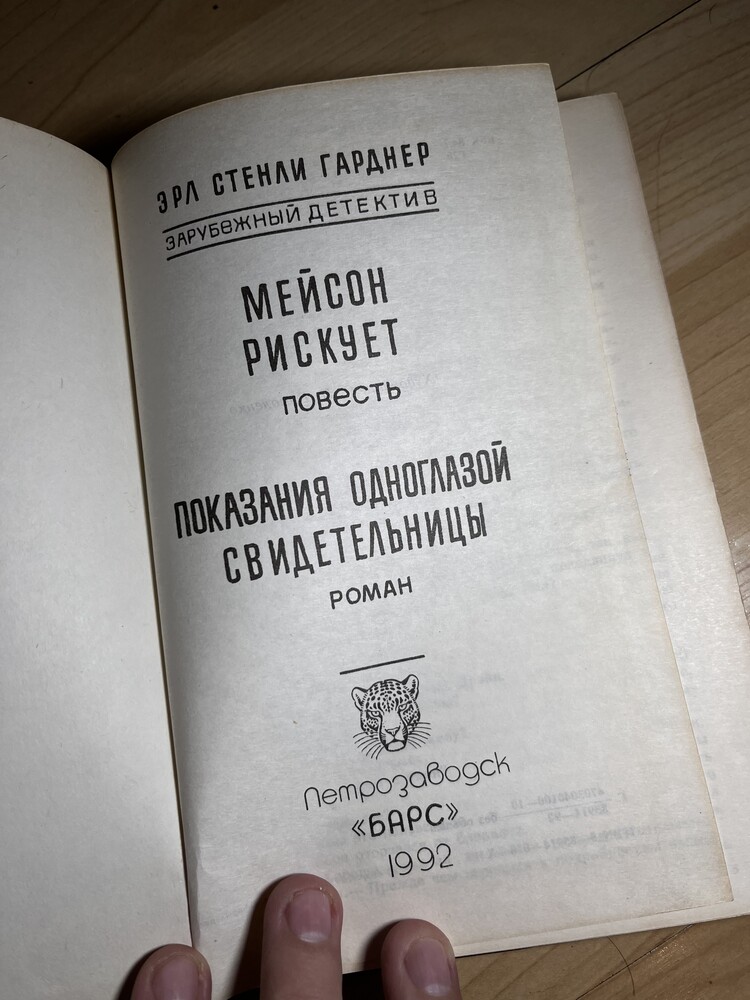 ЭРЛ СТЕНЛИ ГАРДНЕР
ЗАРУБЕЖНЫЙ ДЕТЕКТИВ
МЕЙСОН
РИСКУЕТ
повесть
ПОКАЗАНИЯ ОДНОГЛАЗОЙ
СВИДЕТЕЛЬНИЦЫ
РОМАН
Петрозаводск
«БАРС»
1992